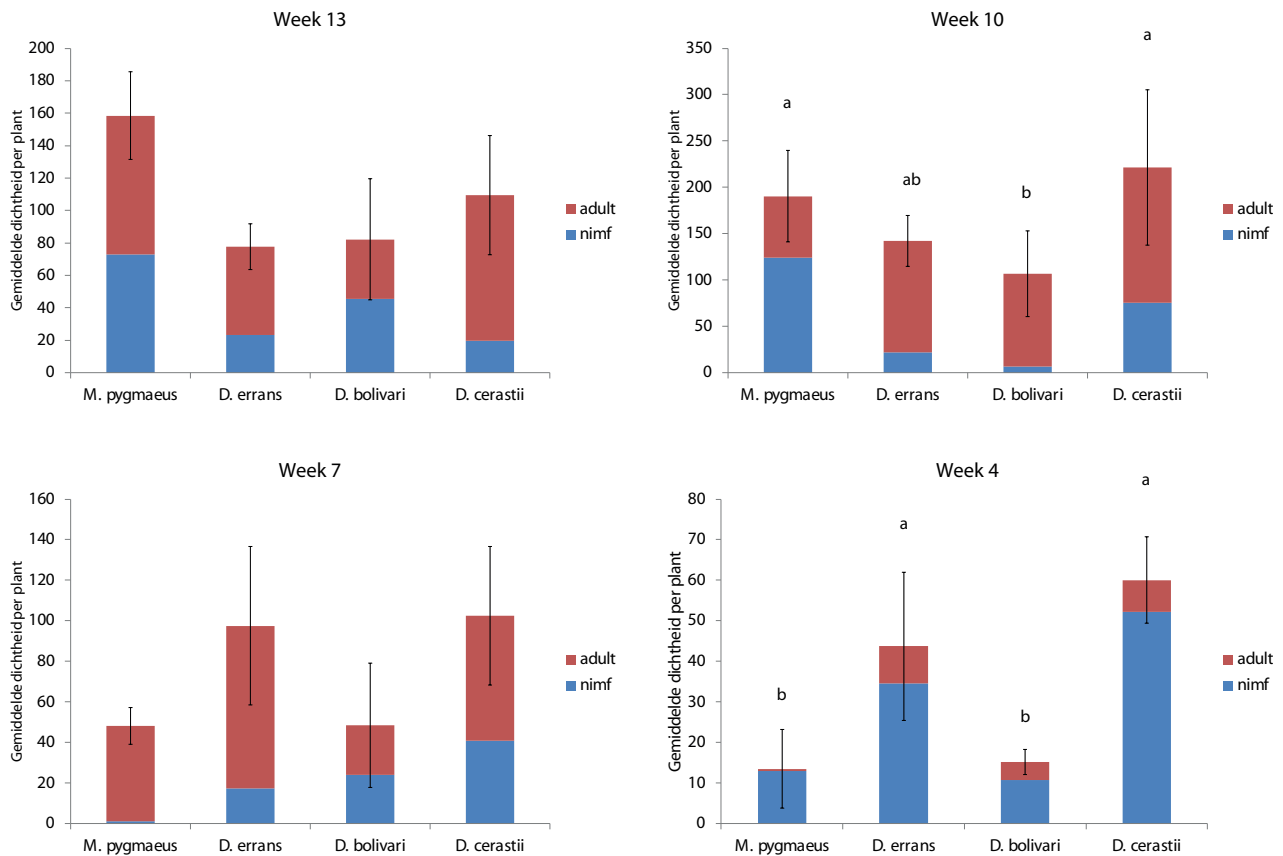 Week 13
Gemiddelde dichtheid per plant
200
180
160
140
120
100
80
60
40
20
0
M. pygmaeus D. errans D. bolivari D. cerastii
adult
nimf
Week 10
Gemiddelde dichtheid per plant
350
300
250
200
150
100
50
0
a
ab
b
a
M. pygmaeus D. errans D. bolivari D. cerastii
adult
nimf
Week 7
Gemiddelde dichtheid per plant
160
140
120
100
80
60
40
20
0
M. pygmaeus D. errans D. bolivari D. cerastii
adult
nimf
Week 4
Gemiddelde dichtheid per plant
80
70
60
50
40
30
20
10
0
b
a
b
a
M. pygmaeus D. errans D. bolivari D. cerastii
adult
nimf